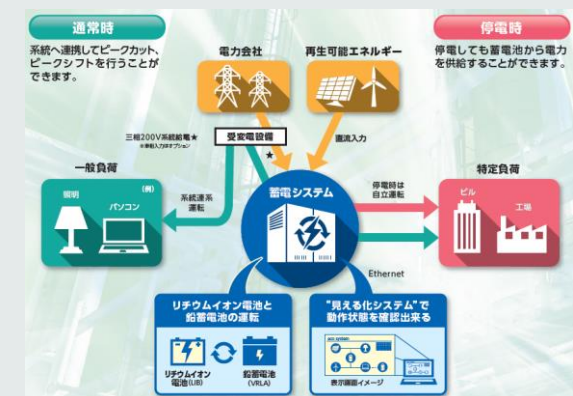 通常時
系統へ連携してピークカット、
ピークシフトを行うことが
できます。
停電時
停電しても蓄電池から電力
を供給することができます。
電力会社
再生可能エネルギー
三相200V系統給電★
受変電設備
★
直流入力
一般負荷
照明
(例)
パソコン
系統連系
運転
蓄電システム
停電時は
自立運転
特定負荷
ビル
工場
Ethernet
リチウムイオン電池と
鉛蓄電池の運転
リチウムイオン
電池(LIB)
鉛蓄電池
(VRLA)
"見える化システム"で
動作状態を確認出来る
表示画面イメージ